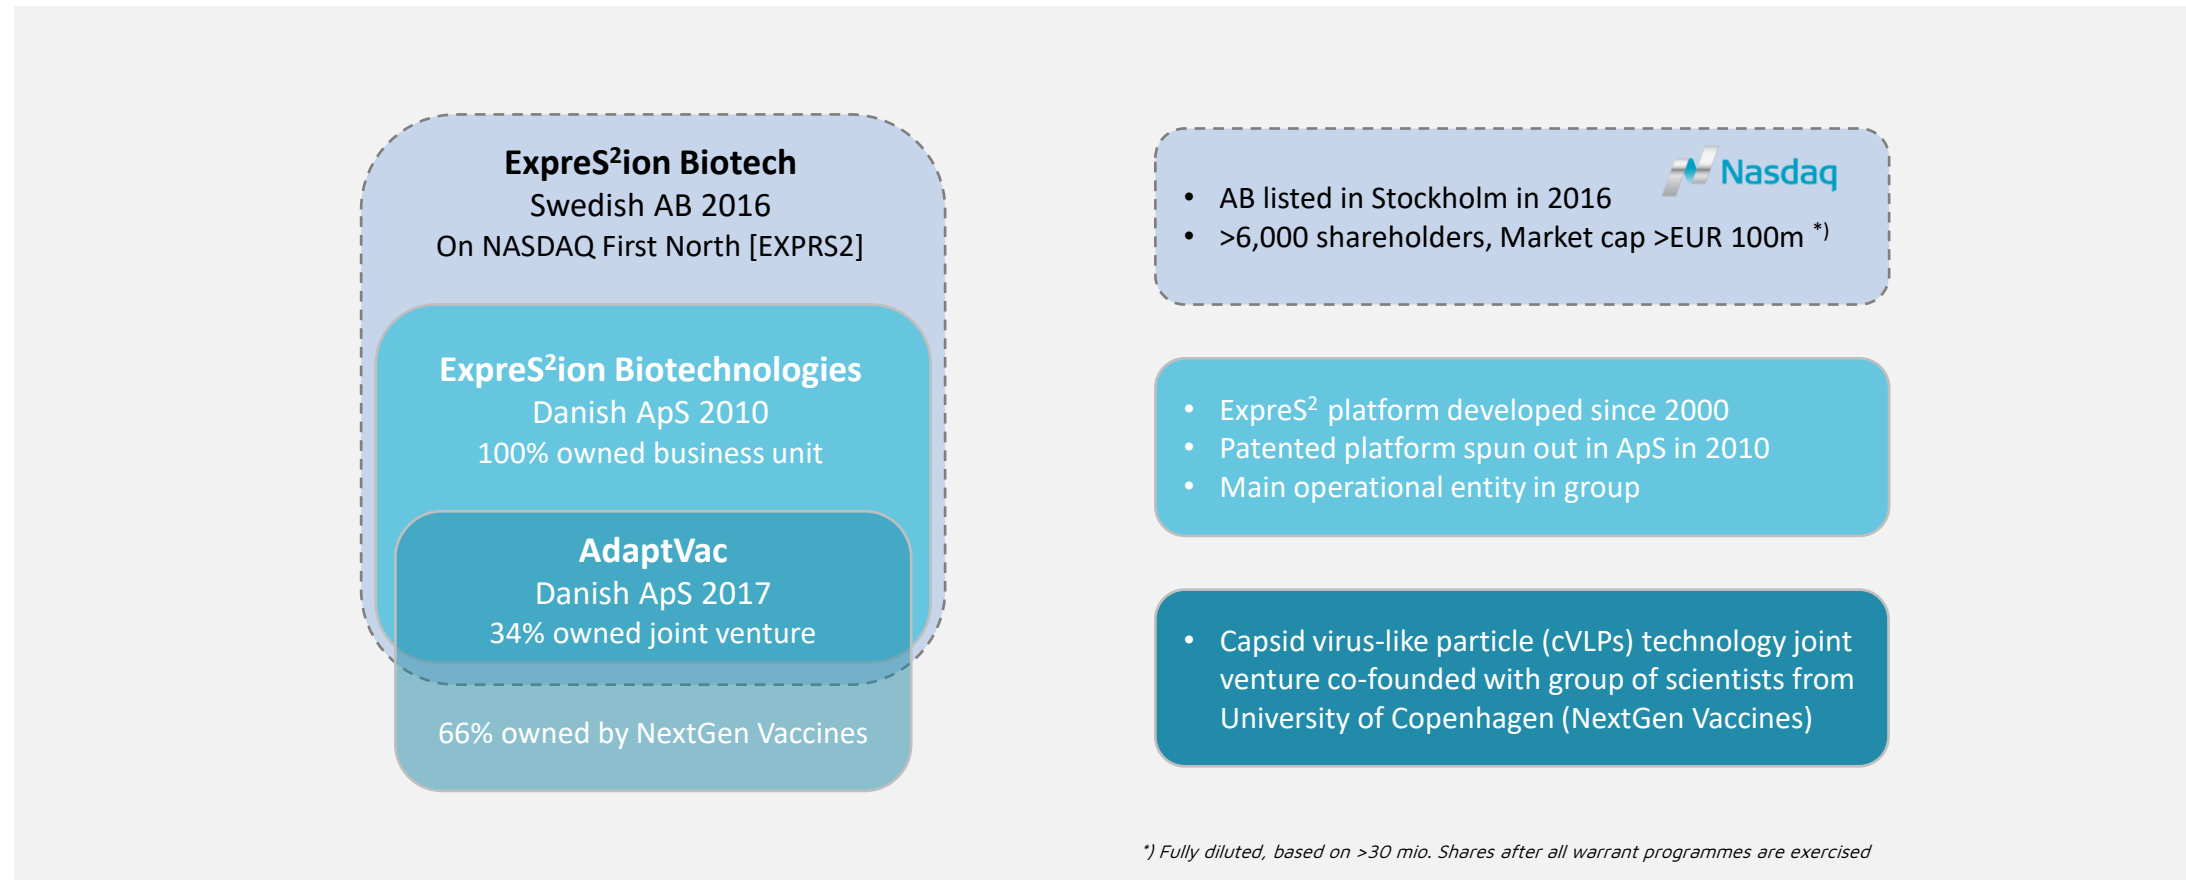 ExpreS²ion Biotech
Swedish AB 2016
On NASDAQ First North [EXPRS2]
ExpreS²ion Biotechnologies
Danish ApS 2010
100% owned business unit
AdaptVac
Danish ApS 2017
34% owned joint venture
66% owned by NextGen Vaccines
Nasdaq
• AB listed in Stockholm in 2016
• >6,000 shareholders, Market cap >EUR 100m *)
• ExpreS² platform developed since 2000
• Patented platform spun out in ApS in 2010
• Main operational entity in group
• Capsid virus-like particle (cVLPs) technology joint
venture co-founded with group of scientists from
University of Copenhagen (NextGen Vaccines)
*) Fully diluted, based on >30 mio. Shares after all warrant programmes are exercised